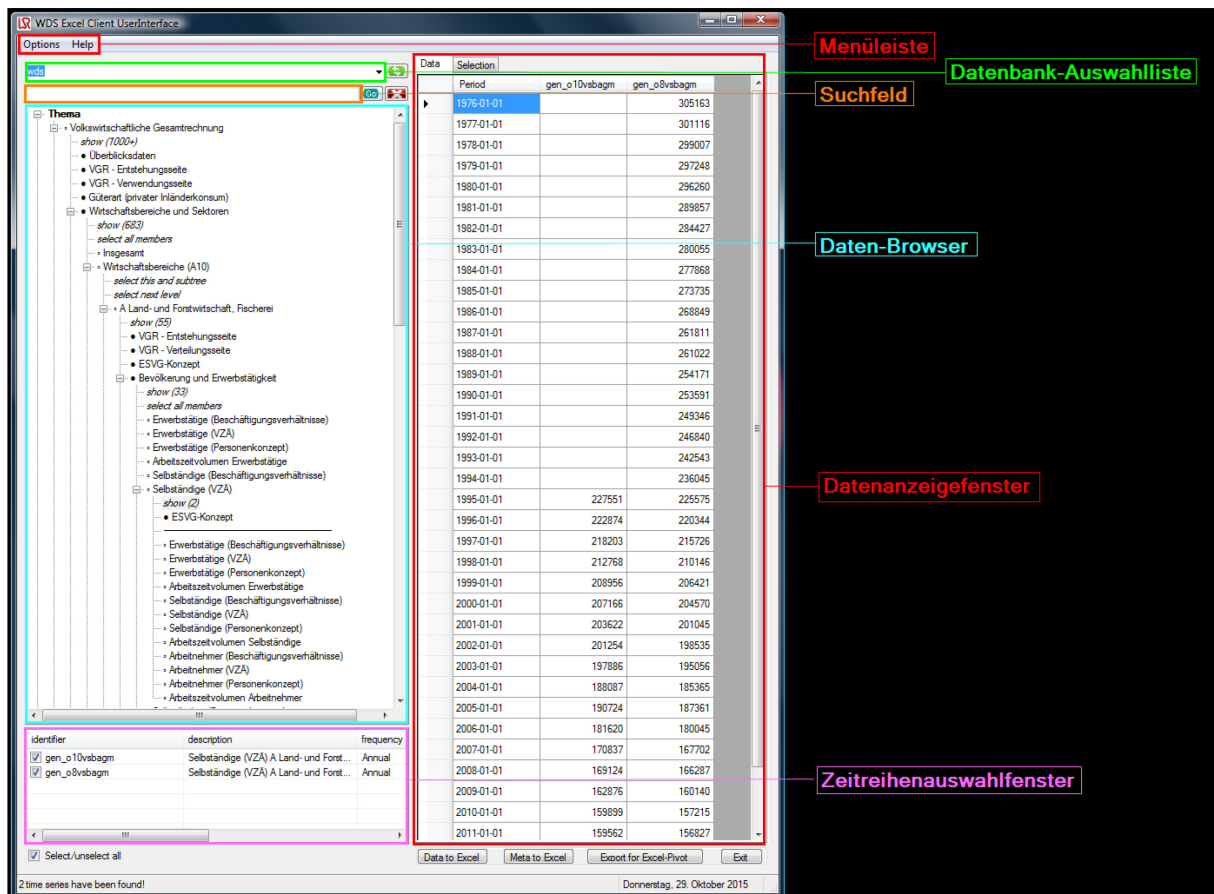 WDS Excel Client UserInterface
Options Help
wds
Go
Thema
Volkswirtschaftliche Gesamtrechnung
show (1000+)
Überblicksdaten
VGR - Entstehungsseite
VGR - Verwendungsseite
Güterart (privater Inländerkonsum)
Wirtschaftsbereiche und Sektoren
show (683)
select all members
Insgesamt
Wirtschaftsbereiche (A10)
select this and subtree
select next level
A Land- und Forstwirtschaft, Fischerei
show (55)
VGR - Entstehungsseite
VGR - Verteilungsseite
ESVG-Konzept
Bevölkerung und Erwerbstätigkeit
show (33)
select all members
Erwerbstätige (Beschäftigungsverhältnisse)
Erwerbstätige (VZÄ)
Erwerbstätige (Personenkonzept)
Arbeitszeitvolumen Erwerbstätige
Selbständige (Beschäftigungsverhältnisse)
Selbständige (VZÄ)
show (2)
ESVG-Konzept
Erwerbstätige (Beschäftigungsverhältnisse)
Erwerbstätige (VZÄ)
Erwerbstätige (Personenkonzept)
Arbeitszeitvolumen Erwerbstätige
Selbständige (Beschäftigungsverhältnisse)
Selbständige (VZÄ)
Selbständige (Personenkonzept)
Arbeitszeitvolumen Selbständige
Arbeitnehmer (Beschäftigungsverhältnisse)
Arbeitnehmer (VZÄ)
Arbeitnehmer (Personenkonzept)
Arbeitszeitvolumen Arbeitnehmer
identifier description frequency
gen_o10vsbagm Selbständige (VZÄ) A Land- und Forst... Annual
gen_o8vsbagm Selbständige (VZÄ) A Land- und Forst... Annual
Select/unselect all
2 time series have been found!
Data Selection
Period gen_o10vsbagm gen_o8vsbagm
1976-01-01 305163
1977-01-01 301116
1978-01-01 299007
1979-01-01 297248
1980-01-01 296260
1981-01-01 289857
1982-01-01 284427
1983-01-01 280055
1984-01-01 277868
1985-01-01 273735
1986-01-01 268849
1987-01-01 261811
1988-01-01 261022
1989-01-01 254171
1990-01-01 253591
1991-01-01 249346
1992-01-01 246840
1993-01-01 242543
1994-01-01 236045
1995-01-01 227551 225575
1996-01-01 222874 220344
1997-01-01 218203 215726
1998-01-01 212768 210146
1999-01-01 208956 206421
2000-01-01 207166 204570
2001-01-01 203622 201045
2002-01-01 201254 198535
2003-01-01 197886 195056
2004-01-01 188087 185365
2005-01-01 190724 187361
2006-01-01 181620 180045
2007-01-01 170837 167702
2008-01-01 169124 166287
2009-01-01 162876 160140
2010-01-01 159899 157215
2011-01-01 159562 156827
Data to Excel Meta to Excel Export for Excel-Pivot Exit
Donnerstag, 29. Oktober 2015
Menüleiste
Datenbank-Auswahlliste
Suchfeld
Daten-Browser
Datenanzeigefenster
Zeitreihenauswahlfenster